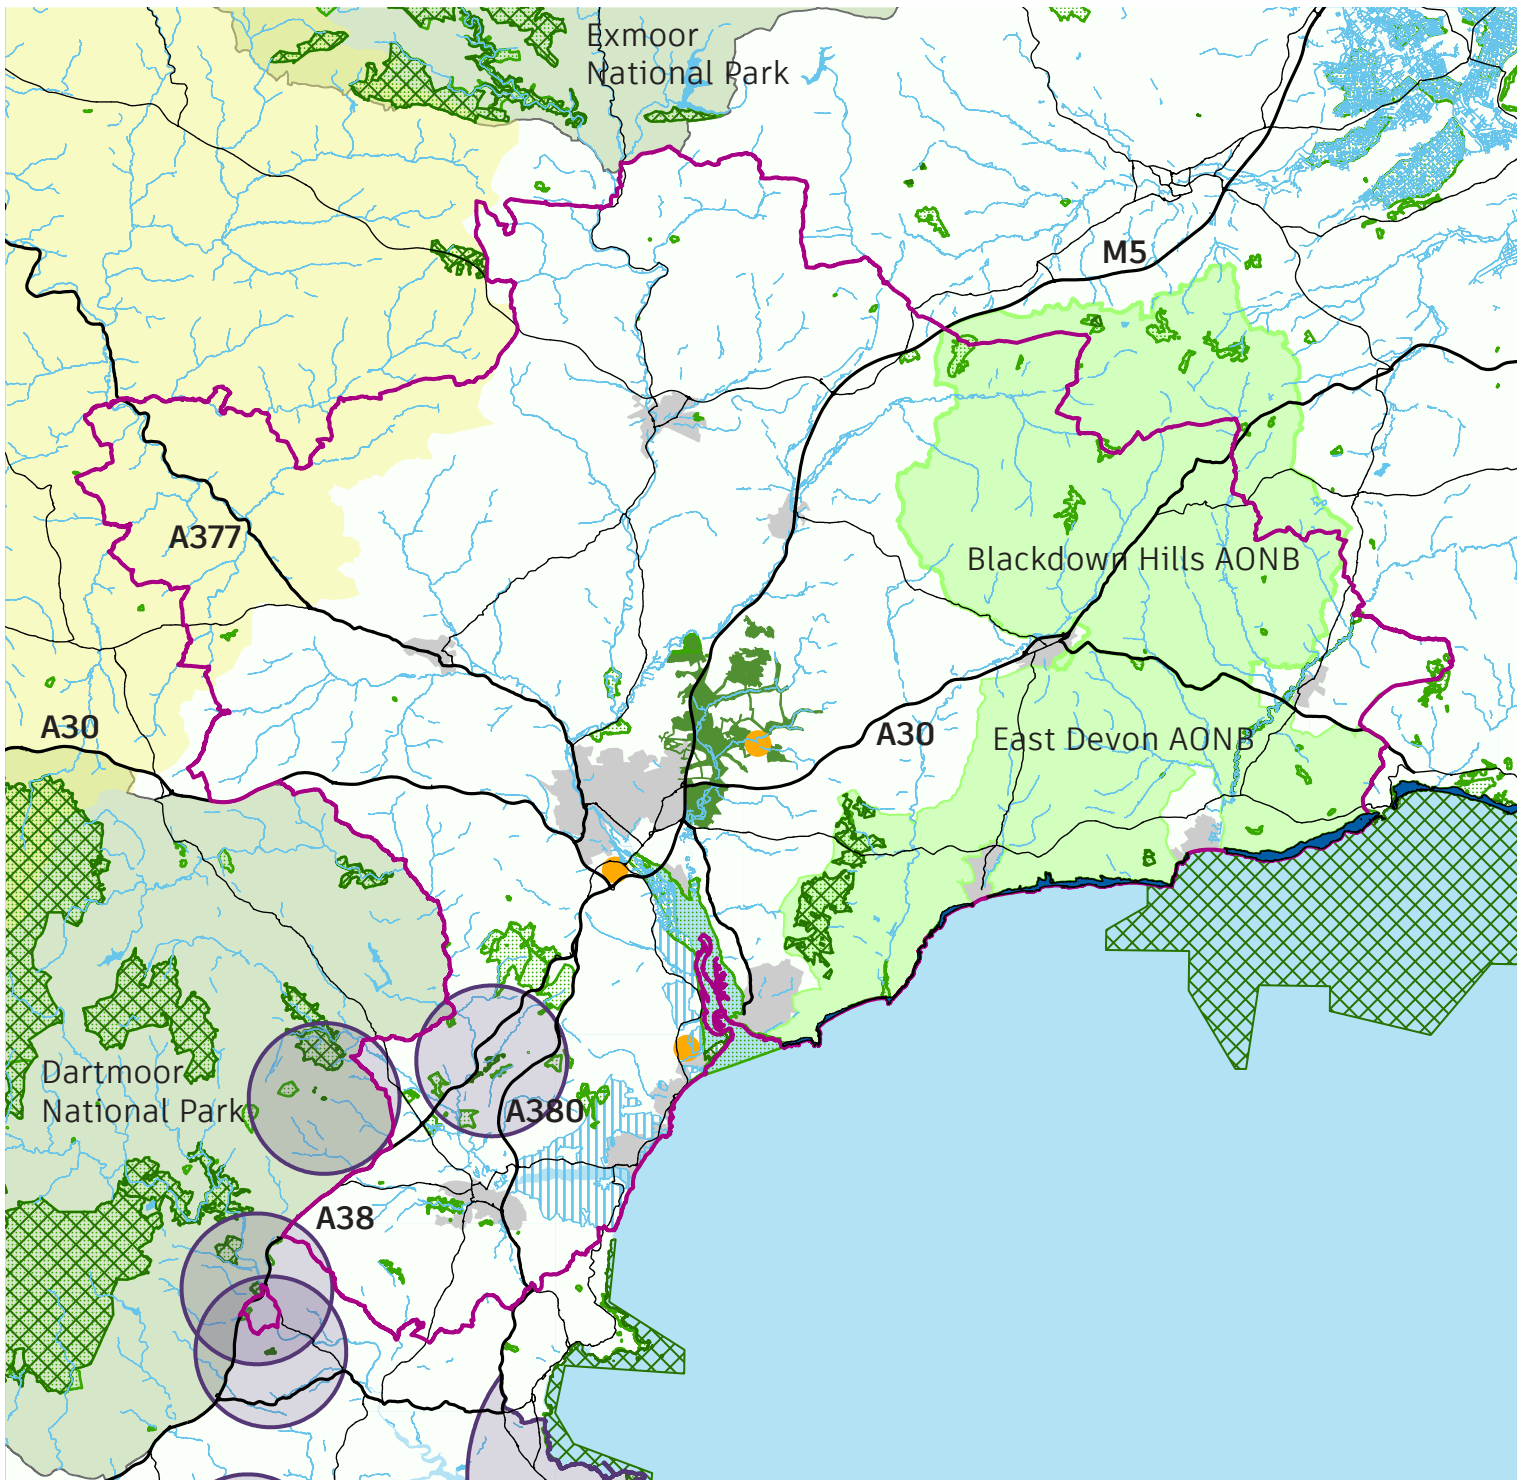 Exmoor
National Park
M5
A377
Blackdown Hills AONB
A30
A30
East Devon AONB
Dartmoor
National Park
A380
A38